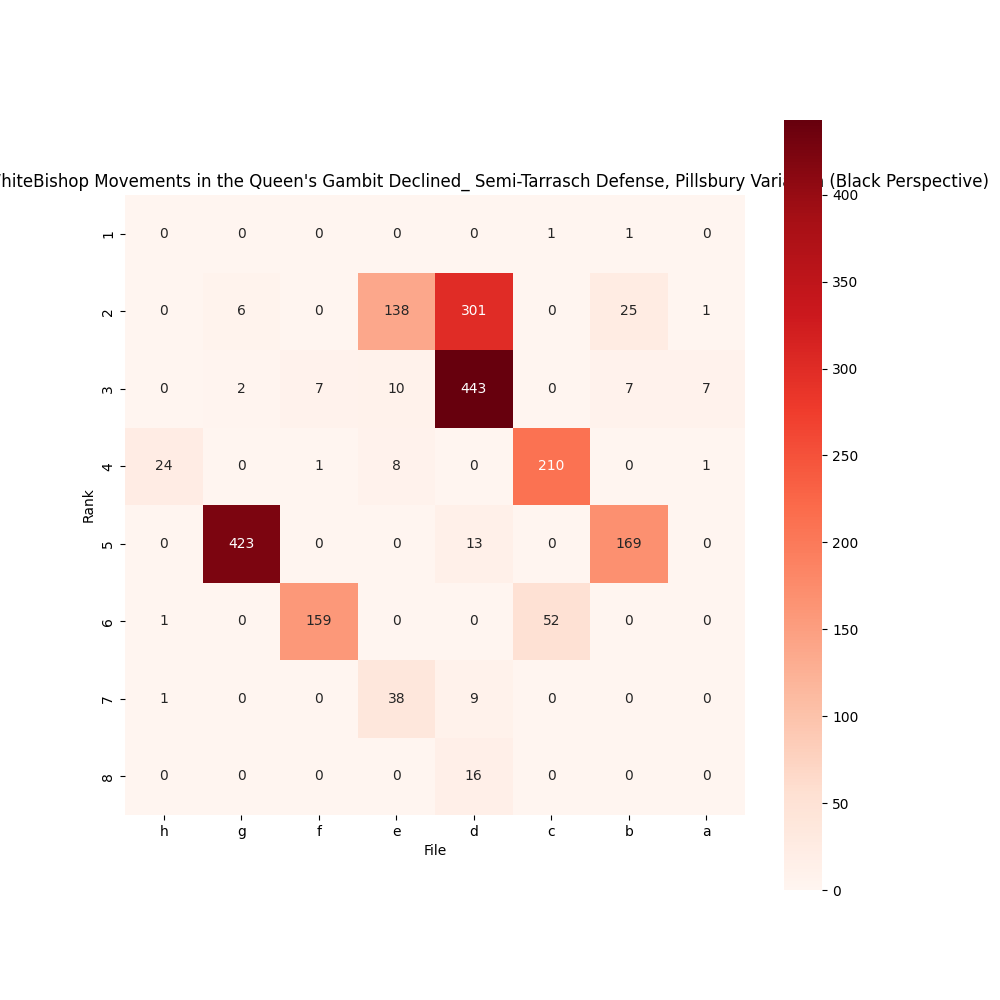 hiteBishop Movements in the Queen's Gambit Declined_ Semi-Tarrasch Defense, Pillsbury Varia (Black Perspective)
400
1 0 0 0 0 0 1 1 0
2 0 6 0 138 301 0 25 1
350
300
3 0 2 7 10 443 0 7 7
250
4 24 0 1 8 0 210 0 1
Rank
200
5 0 423 0 0 13 0 169 0
150
6 1 0 159 0 0 52 0 0
100
7 1 0 0 38 9 0 0 0
50
8 0 0 0 0 16 0 0 0
h g f e d c b a
File
0